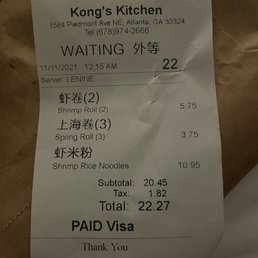 Kong's Kitchen
1584 Piedmont Ave NE, Atlanta, GA 30324
Tel:(678)974-2666
WAITING 外等
11/11/2021 12:15 AM 22
Server LENINE
虾卷(2)
Shrimp Roll (2) 5.75
上海卷(3)
Spring Roll (3) 3.75
虾米粉
Shrimp Rice Noodles 10.95
Subtotal: 20.45
Tax: 1.82
Total: 22.27
PAID Visa
Thank You